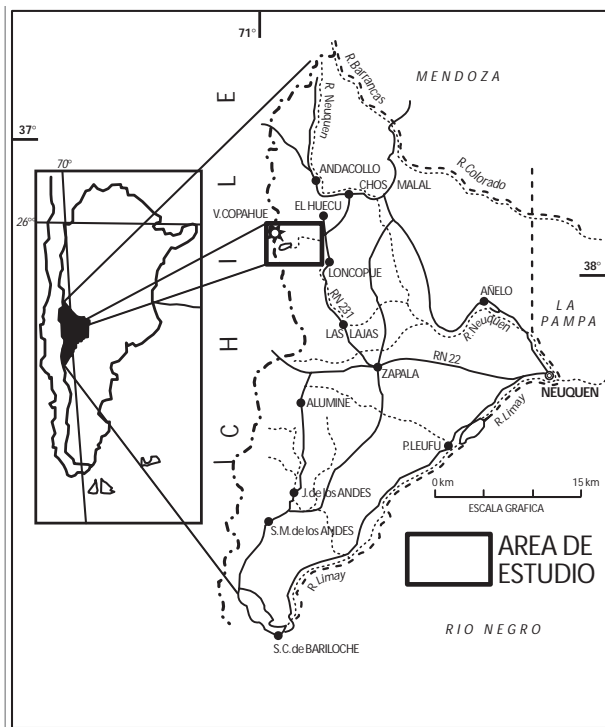 71°
MENDOZA
R.Barrancas
R. Neuquen
37°
70°
ANDACOLLO
CHOS MALAL
R.Colorado
EL HUECU
V.COPAHUE
26°
LONCOPUE
38°
RN 231
AÑELO
LA
PAMPA
LAS LAJAS
R.Neuquen
RN 22
ZAPALA
NEUQUEN
ALUMINE
R.Limay
P.LEUFU
CHILE
J.de los ANDES
0 km
15 km
ESCALA GRAFICA
S.M.de los ANDES
AREA DE
ESTUDIO
R.Limay
RIO NEGRO
S.C.de BARILOCHE